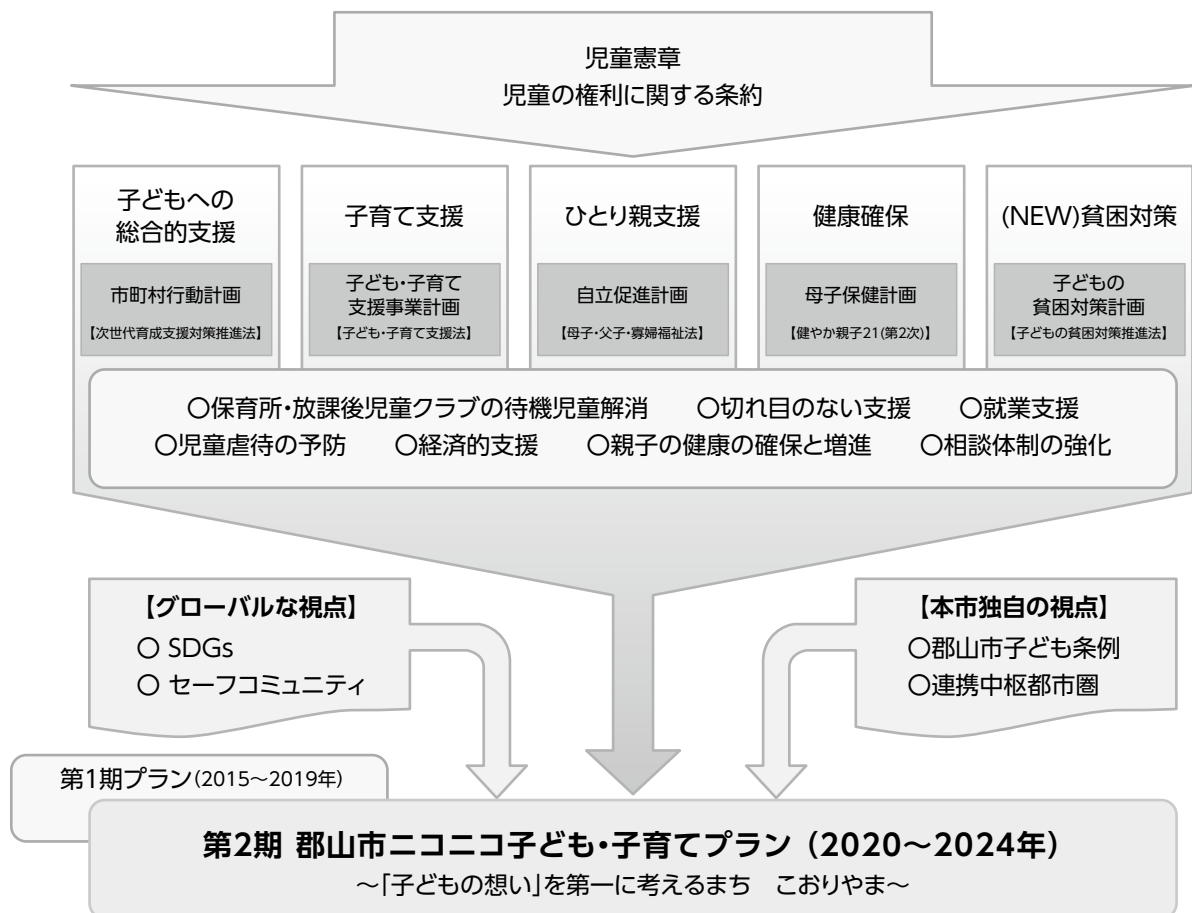 児童憲章
児童の権利に関する条約
子どもへの
総合的支援
市町村行動計画
【次世代育成支援対策推進法】
子育て支援
子ども・子育て
支援事業計画
【子ども・子育て支援法】
ひとり親支援
自立促進計画
【母子・父子・寡婦福祉法】
健康確保
母子保健計画
【健やか親子21(第2次)】
(NEW)貧困対策
子どもの
貧困対策計画
【子どもの貧困対策推進法】
〇保育所・放課後児童クラブの待機児童解消 〇切れ目のない支援 〇就業支援
〇児童虐待の予防 〇経済的支援 〇親子の健康の確保と増進 〇相談体制の強化
【グローバルな視点】
〇 SDGs
〇 セーフコミュニティ
【本市独自の視点】
〇郡山市子ども条例
〇連携中枢都市圏
第1期プラン(2015〜2019年)
第2期 郡山市ニコニコ子ども・子育てプラン（2020〜2024年）
〜「子どもの想い」を第一に考えるまち　こおりやま〜